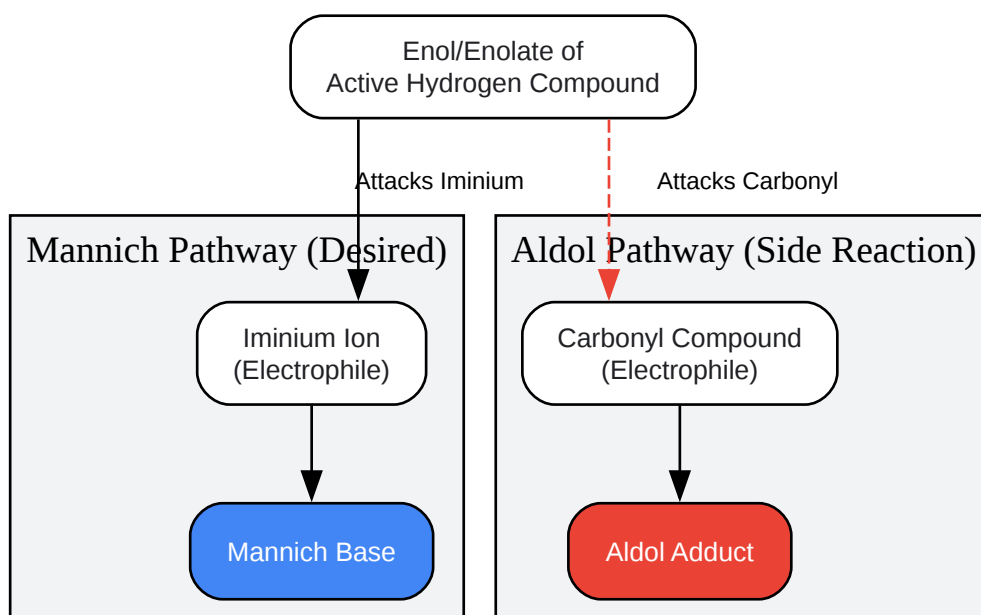 Enol/Enolate of
Active Hydrogen Compound
Attacks Iminium
Attacks Carbonyl
Mannich Pathway (Desired)
Aldol Pathway (Side Reaction)
Iminium Ion
(Electrophile)
Carbonyl Compound
(Electrophile)
Mannich Base
Aldol Adduct